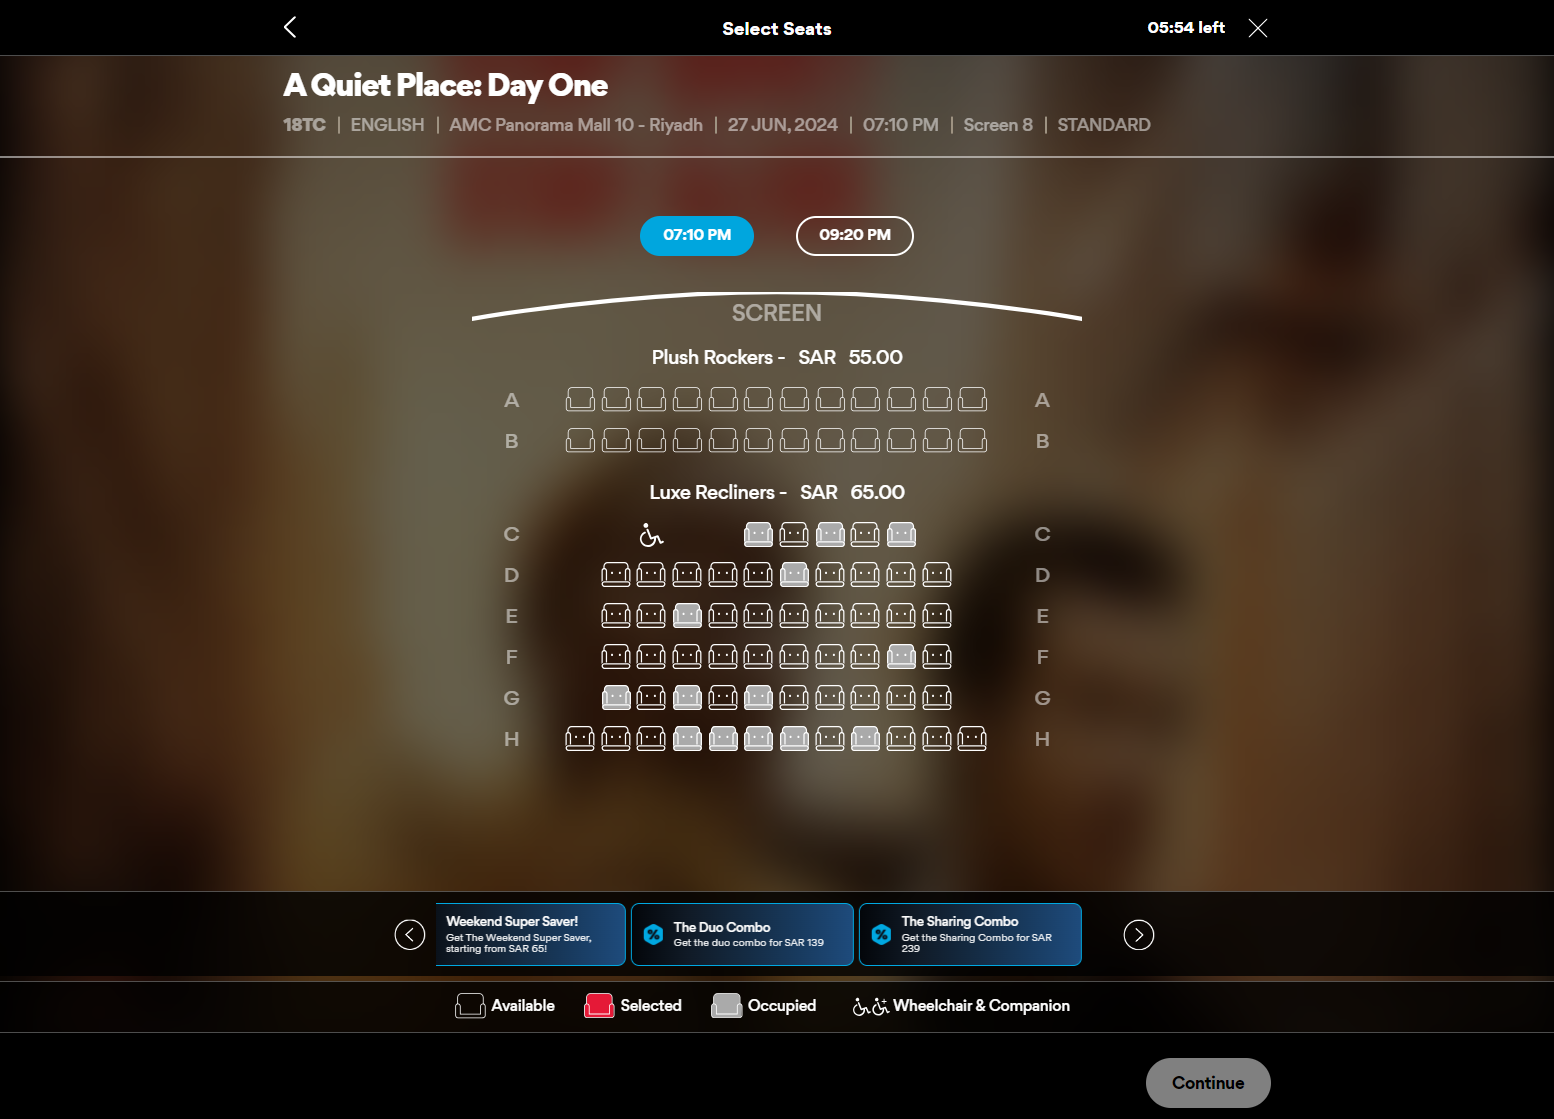 Select Seats
05:54 left
A Quiet Place: Day One
18TC | ENGLISH | AMC Panorama Mall 10 - Riyadh | 27 JUN, 2024 | 07:10 PM | Screen 8 | STANDARD
07:10 PM
09:20 PM
SCREEN
Plush Rockers - SAR 55.00
A A
B B
Luxe Recliners - SAR 65.00
C C
D D
E E
F F
G G
H H
Weekend Super Saver!
Get The Weekend Super Saver,
starting from SAR 65!
The Duo Combo
Get the duo combo for SAR 139
The Sharing Combo
Get the Sharing Combo for SAR
239
Available
Selected
Occupied
Wheelchair & Companion
Continue